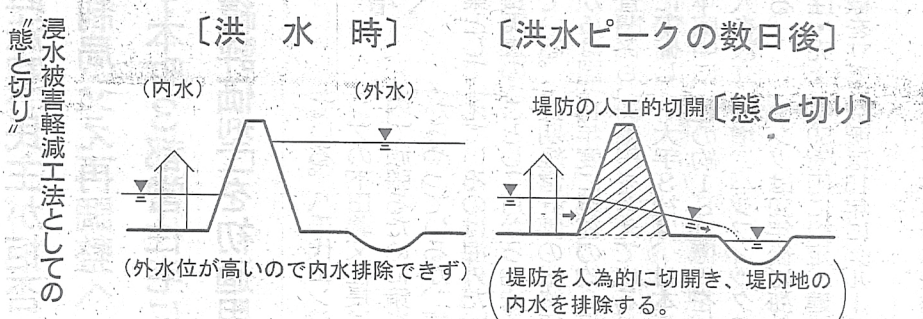 浸水被害軽減工法としての
〝態と切り〟
〔洪 水 時〕
(内水)
(外水)
(外水位が高いので内水排除できず)
〔洪水ピークの数日後〕
堤防の人工的切開〔態と切り〕
(堤防を人為的に切開き、堤内地の
内水を排除する。)